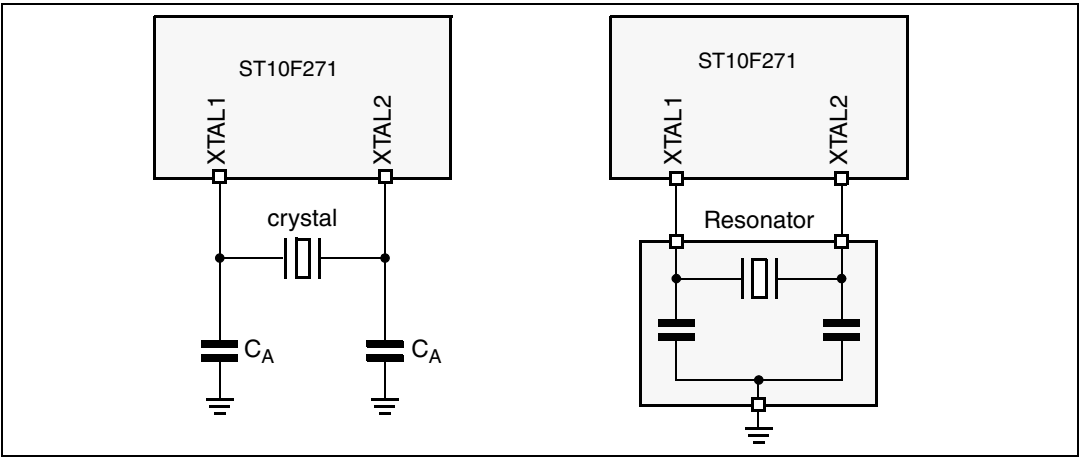 ST10F271
XTAL1
XTAL2
crystal
CA
CA
ST10F271
XTAL1
XTAL2
Resonator